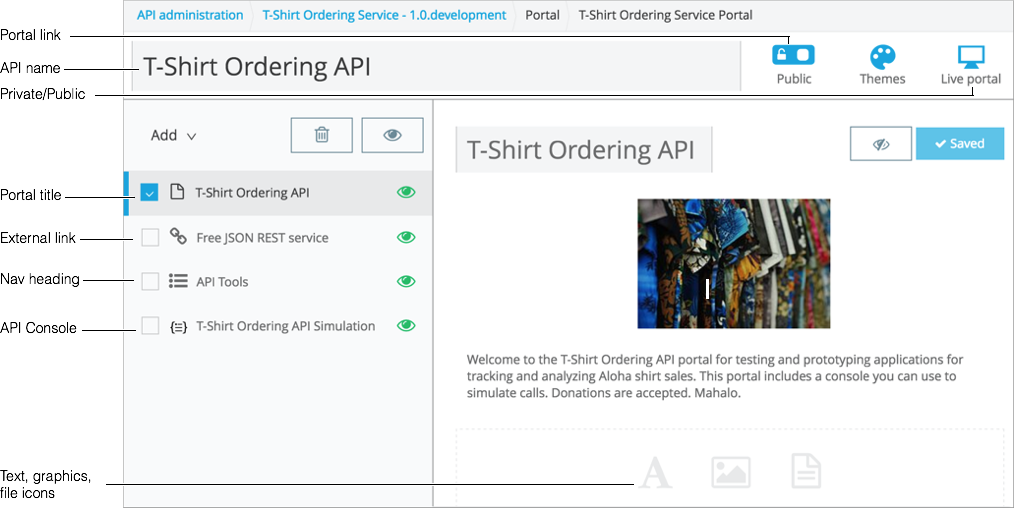 API administration T-Shirt Ordering Service - 1.0.development Portal T-Shirt Ordering Service Portal
Portal link
API name
Private/Public
T-Shirt Ordering API
Public
Themes
Live portal
Add
Portal title
External link
Nav heading
API Console
T-Shirt Ordering API
Free JSON REST service
API Tools
T-Shirt Ordering API Simulation
T-Shirt Ordering API
Saved
Welcome to the T-Shirt Ordering API portal for testing and prototyping applications for
tracking and analyzing Aloha shirt sales. This portal includes a console you can use to
simulate calls. Donations are accepted. Mahalo.
Text, graphics,
file icons
A